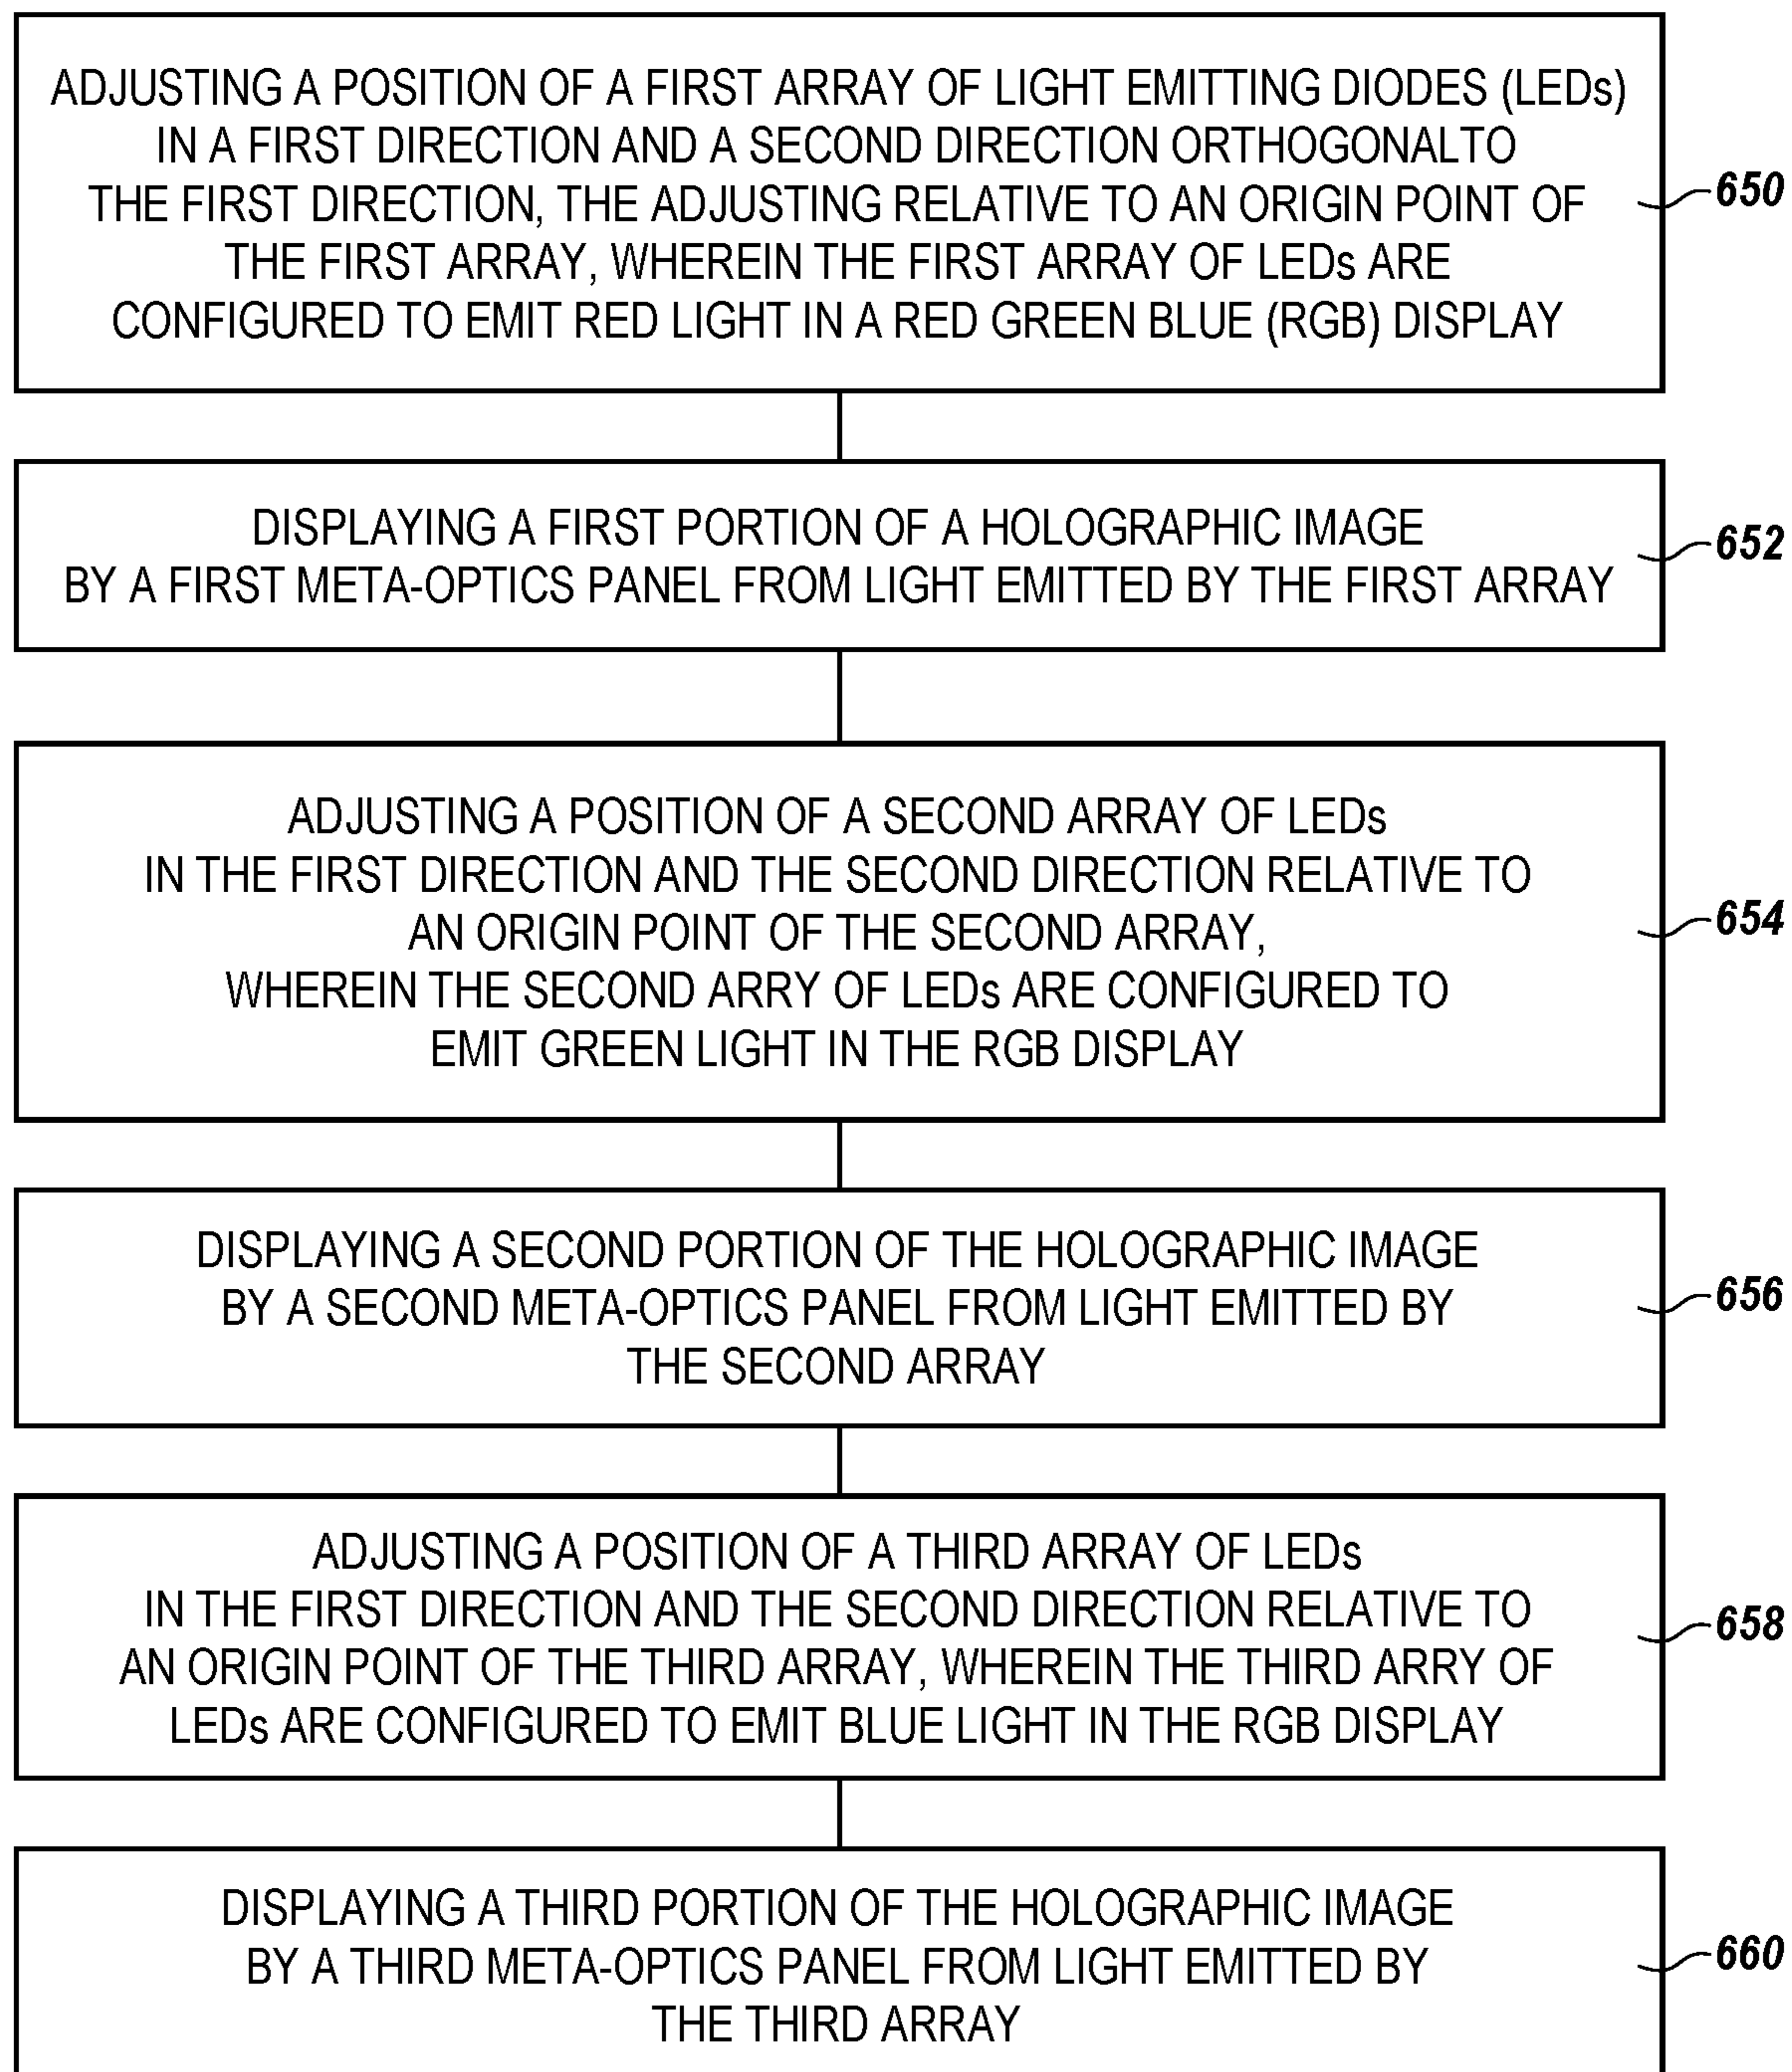 ADJUSTING A POSITION OF A FIRST ARRAY OF LIGHT EMITTING DIODES (LEDs)
IN A FIRST DIRECTION AND A SECOND DIRECTION ORTHOGONALTO
THE FIRST DIRECTION, THE ADJUSTING RELATIVE TO AN ORIGIN POINT OF
THE FIRST ARRAY, WHEREIN THE FIRST ARRAY OF LEDs ARE
CONFIGURED TO EMIT RED LIGHT IN A RED GREEN BLUE (RGB) DISPLAY
650
DISPLAYING A FIRST PORTION OF A HOLOGRAPHIC IMAGE
BY A FIRST META-OPTICS PANEL FROM LIGHT EMITTED BY THE FIRST ARRAY
652
ADJUSTING A POSITION OF A SECOND ARRAY OF LEDs
IN THE FIRST DIRECTION AND THE SECOND DIRECTION RELATIVE TO
AN ORIGIN POINT OF THE SECOND ARRAY,
WHEREIN THE SECOND ARRY OF LEDs ARE CONFIGURED TO
EMIT GREEN LIGHT IN THE RGB DISPLAY
654
DISPLAYING A SECOND PORTION OF THE HOLOGRAPHIC IMAGE
BY A SECOND META-OPTICS PANEL FROM LIGHT EMITTED BY
THE SECOND ARRAY
656
ADJUSTING A POSITION OF A THIRD ARRAY OF LEDs
IN THE FIRST DIRECTION AND THE SECOND DIRECTION RELATIVE TO
AN ORIGIN POINT OF THE THIRD ARRAY, WHEREIN THE THIRD ARRY OF
LEDs ARE CONFIGURED TO EMIT BLUE LIGHT IN THE RGB DISPLAY
658
DISPLAYING A THIRD PORTION OF THE HOLOGRAPHIC IMAGE
BY A THIRD META-OPTICS PANEL FROM LIGHT EMITTED BY
THE THIRD ARRAY
660